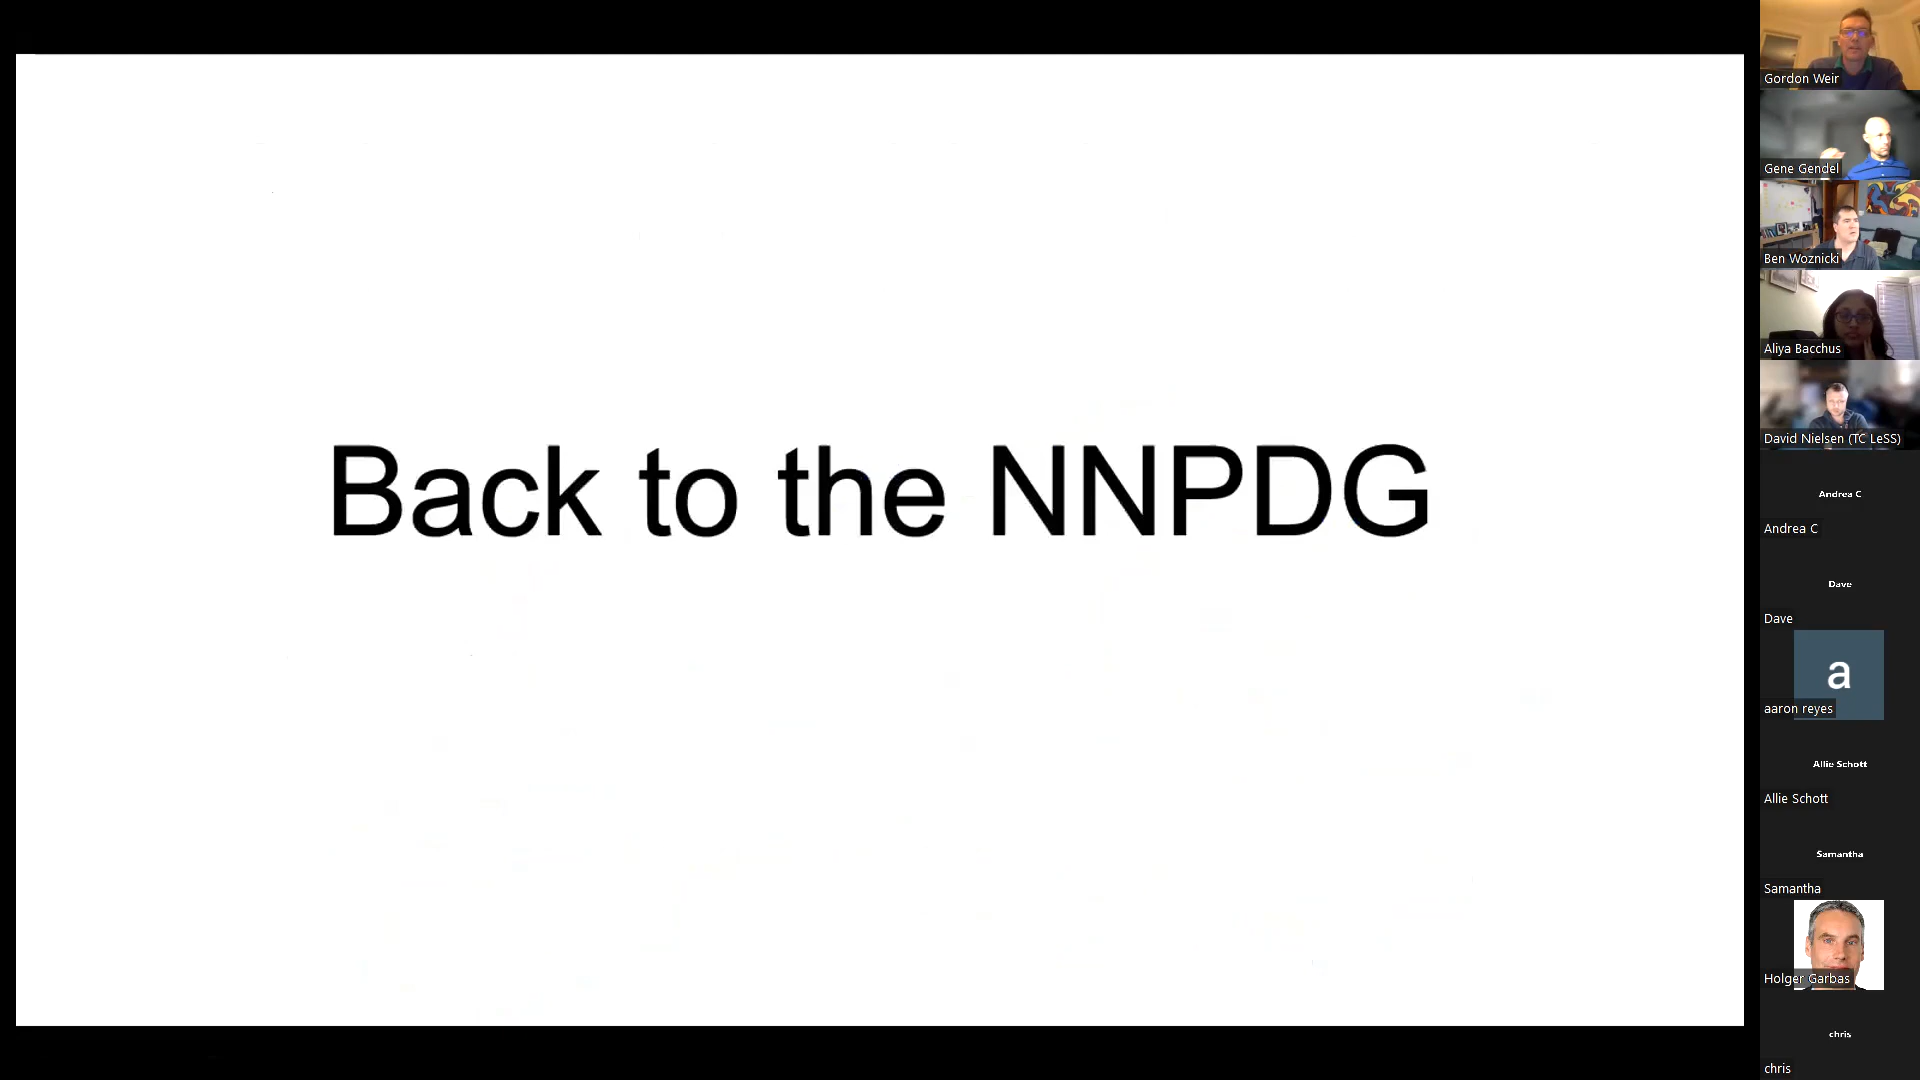 Back to the NNPDG
Gordon Weir
Gene Gendel
Ben Woznicki
Aliya Bacchus
David Nielsen (TC LeSS)
Andrea C
Andrea C
Dave
Dave
a
aaron reyes
Allie Schott
Allie Schott
Samantha
Samantha
Holger Garbas
chris
chris